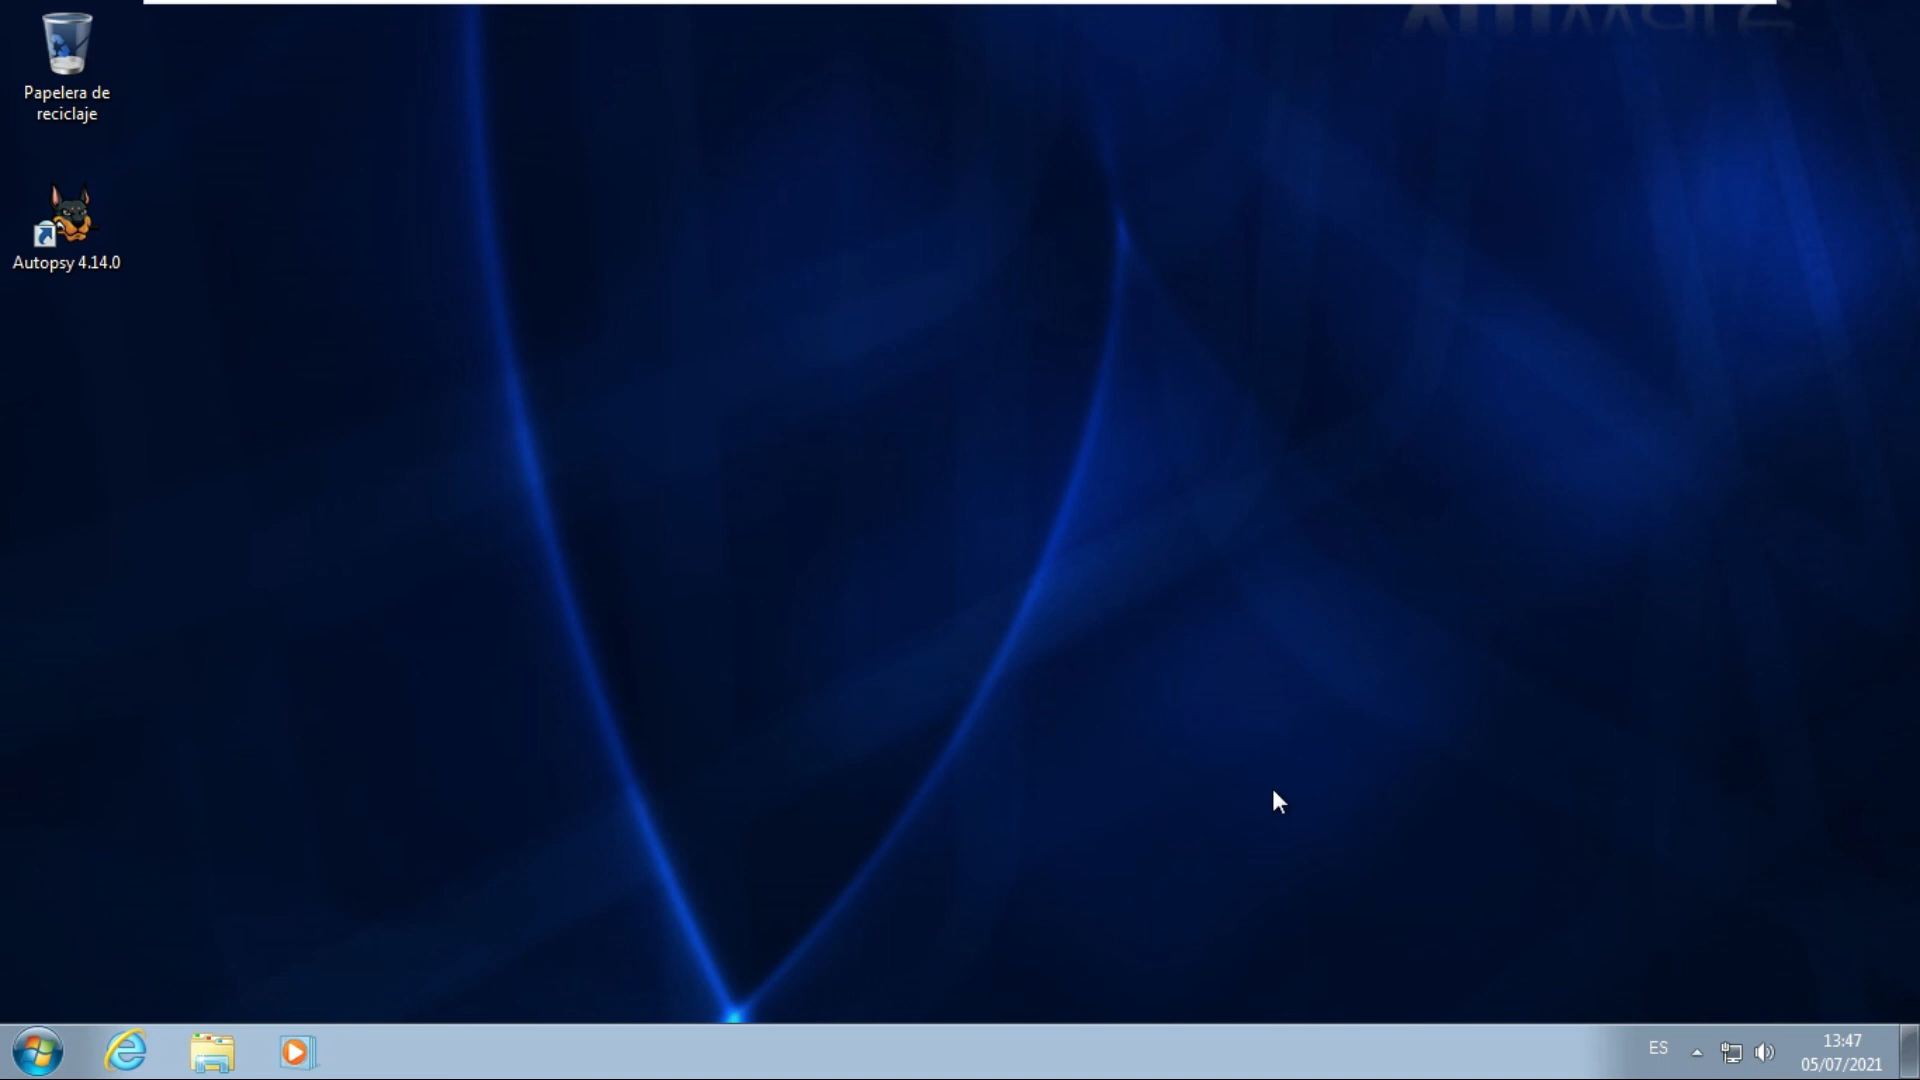 Papelera de
reciclaje
Autopsy 4.14.0
ES
13:47
05/07/2021